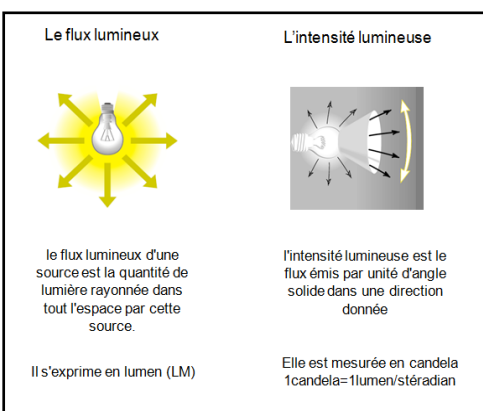 Le flux lumineux
L'intensité lumineuse
le flux lumineux d'une
source est la quantité de
lumière rayonnée dans
tout l'espace par cette
source.
Il s'exprime en lumen (LM)
l'intensité lumineuse est le
flux émis par unité d'angle
solide dans une direction
donnée
Elle est mesurée en candela
1candela=1lumen/stéradian